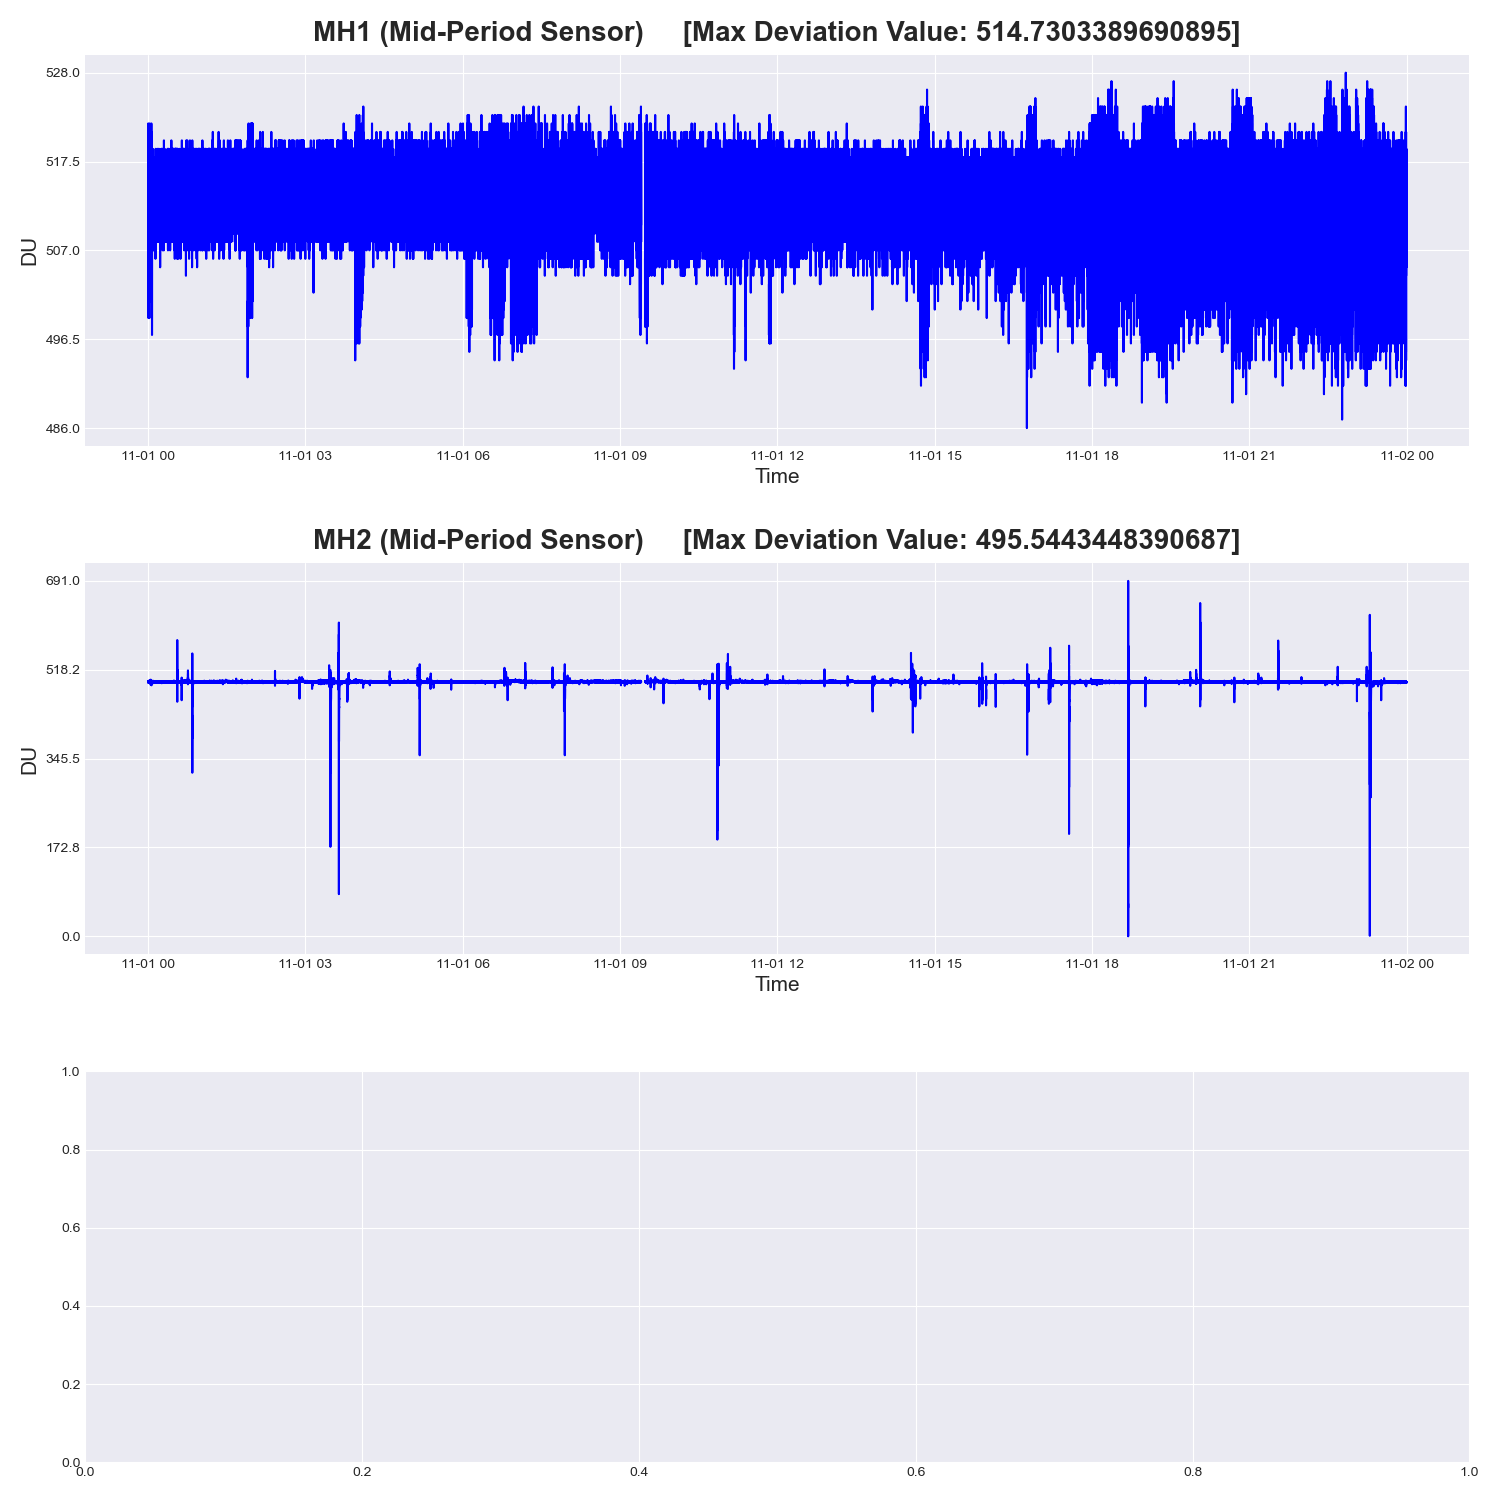 MH1 (Mid-Period Sensor) [Max Deviation Value: 514.7303389690895]
528.0
517.5
507.0
496.5
486.0
DU
11-01 00 11-01 03 11-01 06 11-01 09 11-01 12 11-01 15 11-01 18 11-01 21 11-02 00
Time
MH2 (Mid-Period Sensor) [Max Deviation Value: 495.5443448390687]
691.0
518.2
345.5
172.8
0.0
DU
11-01 00 11-01 03 11-01 06 11-01 09 11-01 12 11-01 15 11-01 18 11-01 21 11-02 00
Time
1.0
0.8
0.6
0.4
0.2
0.0
0.0 0.2 0.4 0.6 0.8 1.0